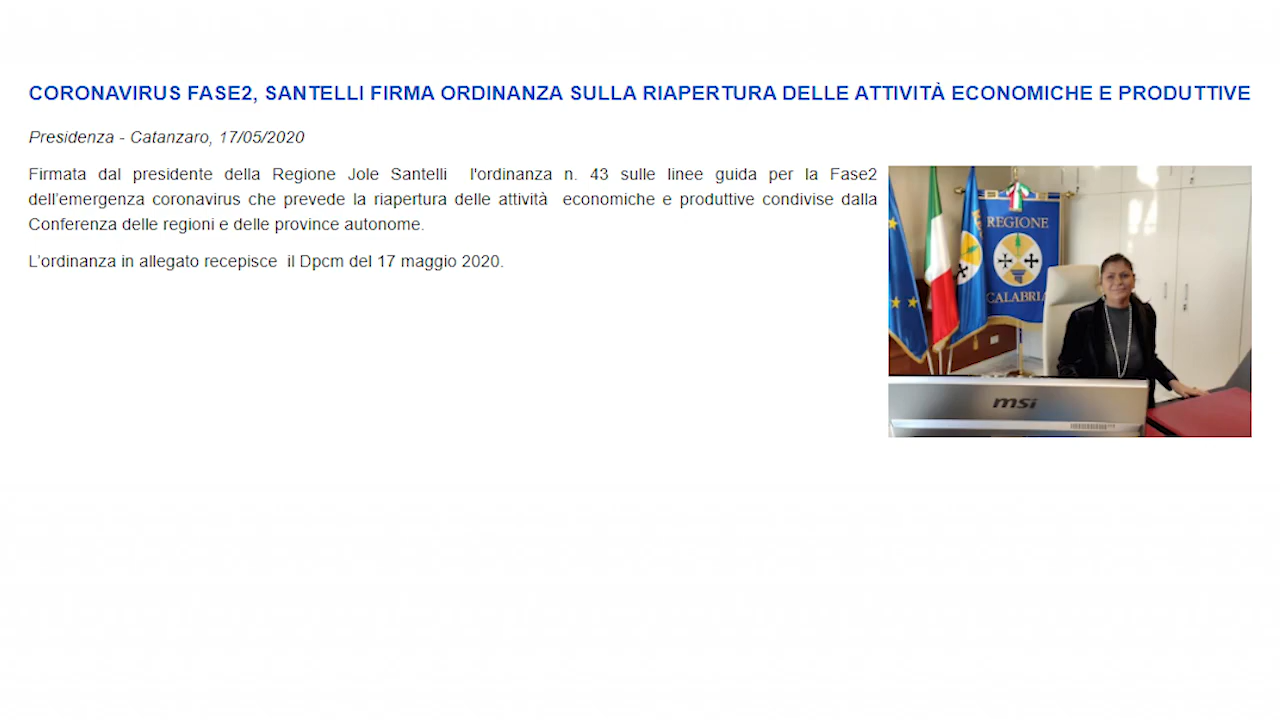 CORONAVIRUS FASE2, SANTELLI FIRMA ORDINANZA SULLA RIAPERTURA DELLE ATTIVITÀ ECONOMICHE E PRODUTTIVE
Presidenza - Catanzaro, 17/05/2020
Firmata dal presidente della Regione Jole Santelli l'ordinanza n. 43 sulle linee guida per la Fase2
dell’emergenza coronavirus che prevede la riapertura delle attività economiche e produttive condivise dalla
Conferenza delle regioni e delle province autonome.
L’ordinanza in allegato recepisce il Dpcm del 17 maggio 2020.
REGIONE
CALABRIA
msi